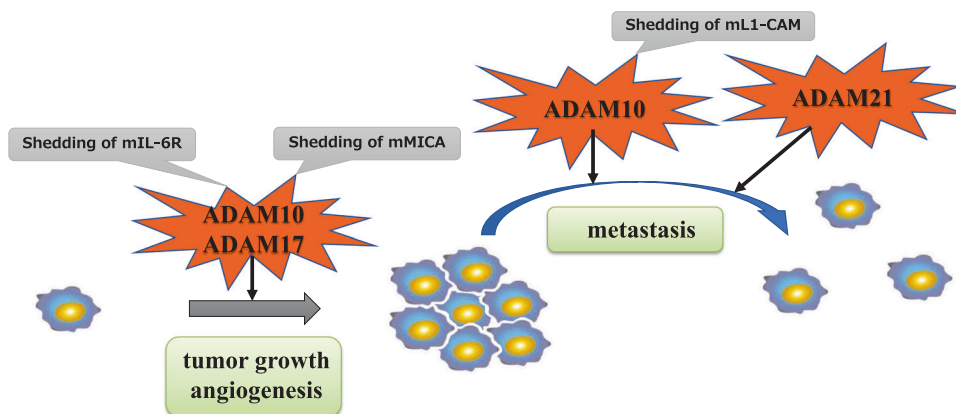 Shedding of mL1-CAM
ADAM10
ADAM21
Shedding of mIL-6R
Shedding of mMICA
ADAM10
ADAM17
metastasis
tumor growth
angiogenesis